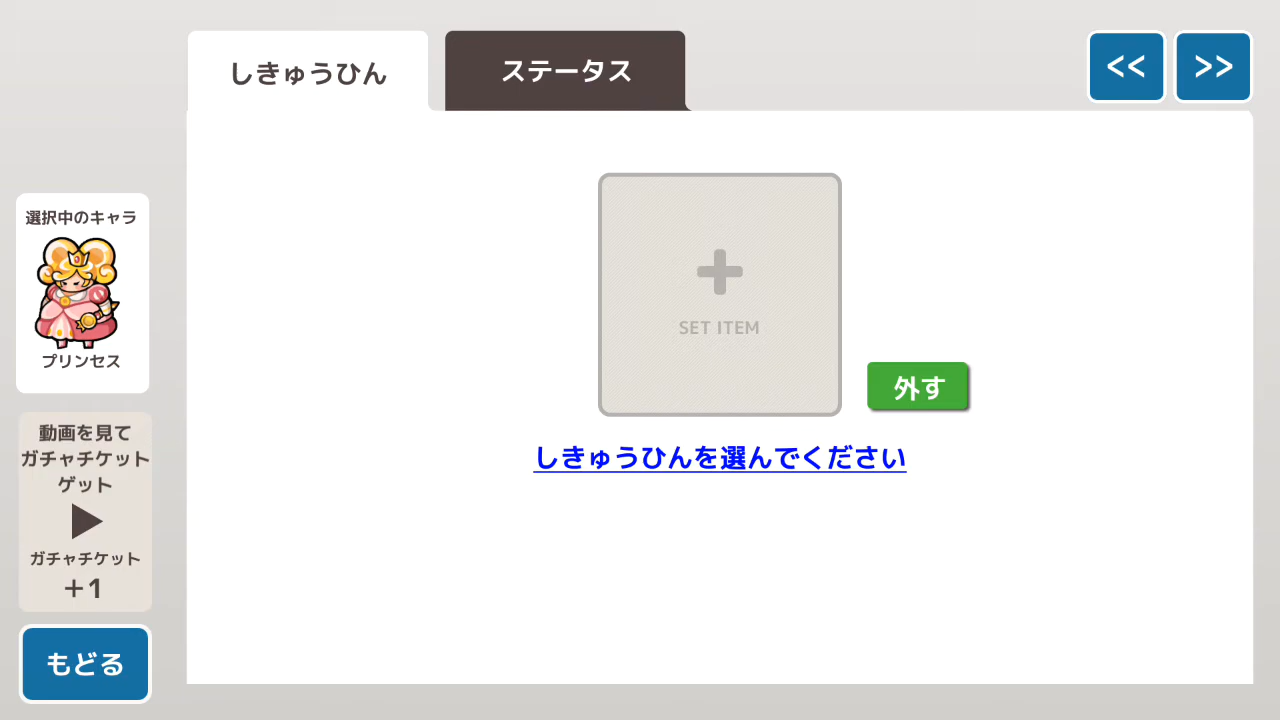 しきゅうひん
ステータス
<<
>>
選択中のキャラ
プリンセス
動画を見て
ガチャチケット
ゲット
ガチャチケット
+1
もどる
SET ITEM
外す
しきゅうひんを選んでください